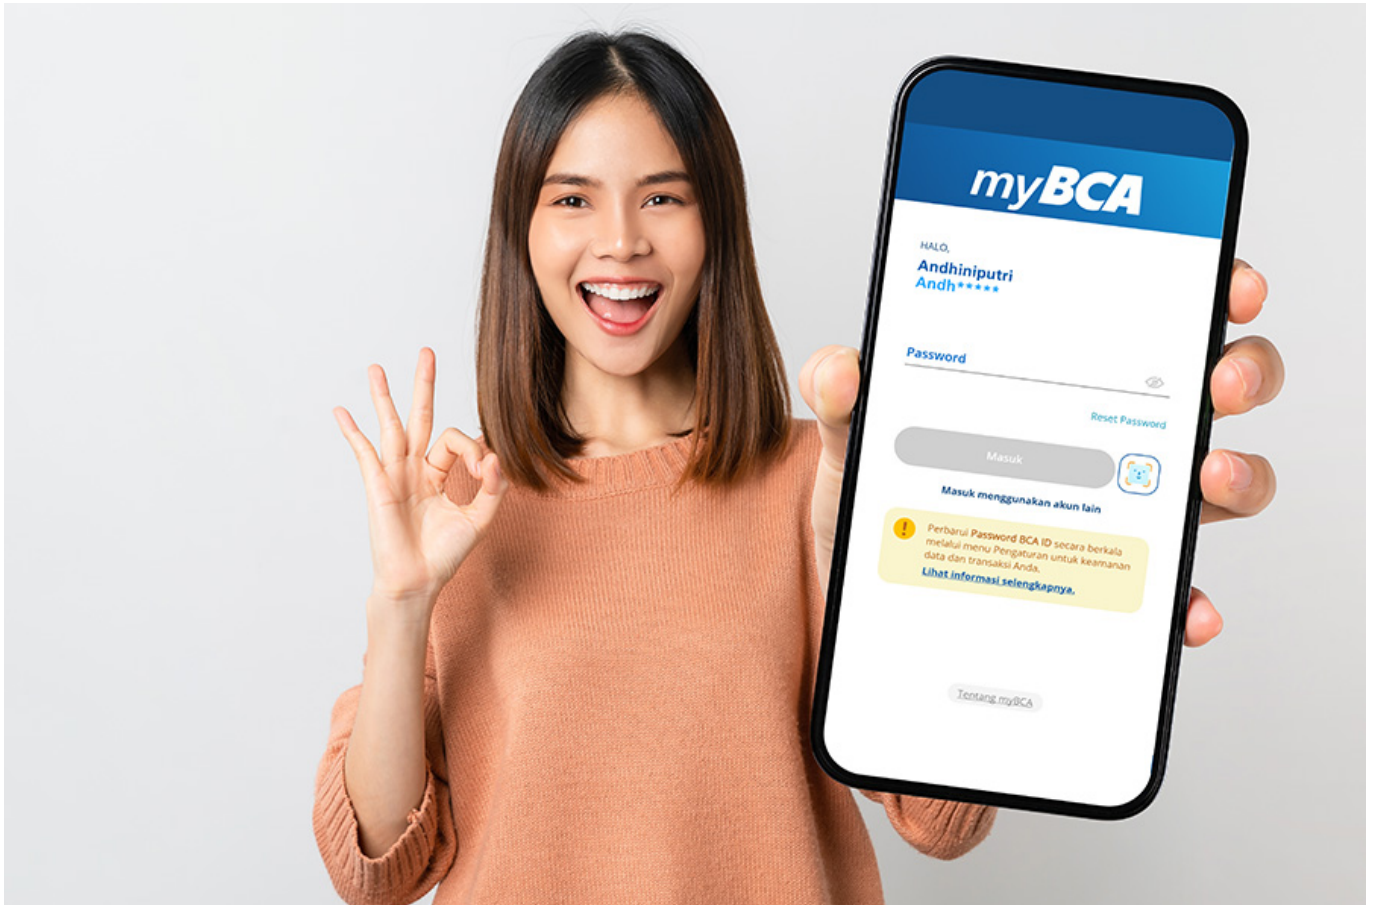 myBCA
HALO,
Andhiniputri
Andh*****
Password
Reset Password
Masuk
Masuk menggunakan akun lain
Perbarui Password BCA ID secara berkala
melalui menu Pengaturan untuk keamanan
data dan transaksi Anda.
Lihat informasi selengkapnya.
Tentang myBCA